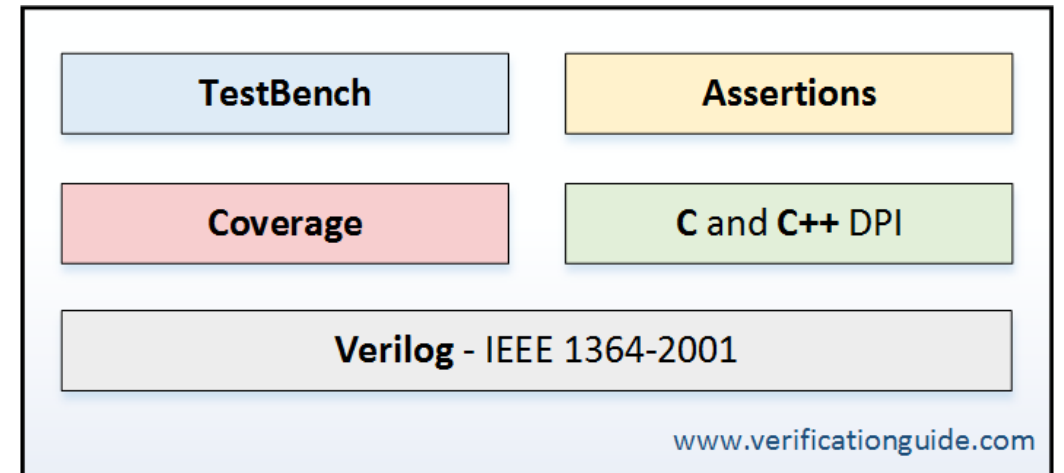 TestBench
Assertions
Coverage
C and C++ DPI
Verilog - IEEE 1364-2001
www.verificationguide.com